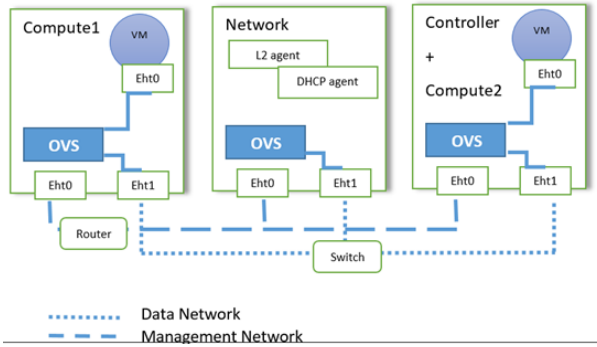 Compute1
VM
Eht0
OVS
Eht0
Eht1
Network
L2 agent
DHCP agent
OVS
Eht0
Eht1
Controller
+
Compute2
VM
Eht0
OVS
Eht0
Eht1
Router
Switch
Data Network
Management Network